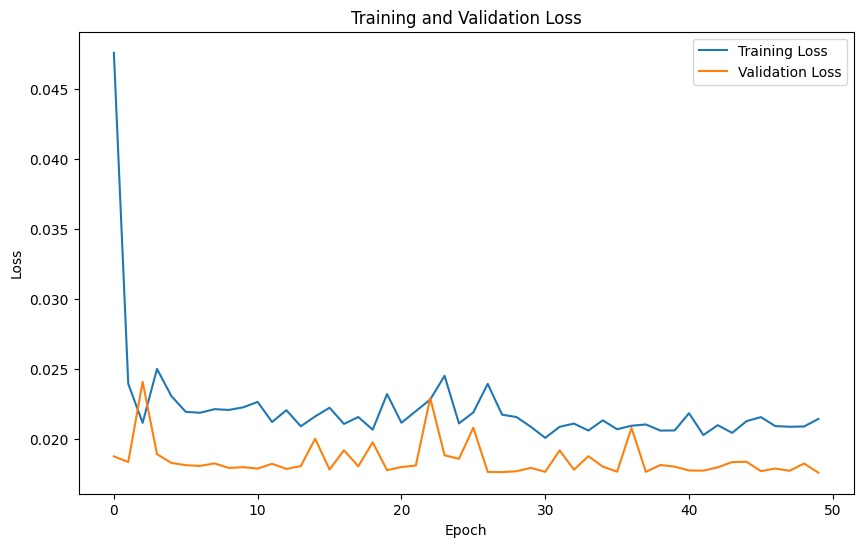 Training and Validation Loss
Training Loss
Validation Loss
0.045
0.040
0.035
0.030
0.025
0.020
Loss
0 10 20 30 40 50
Epoch